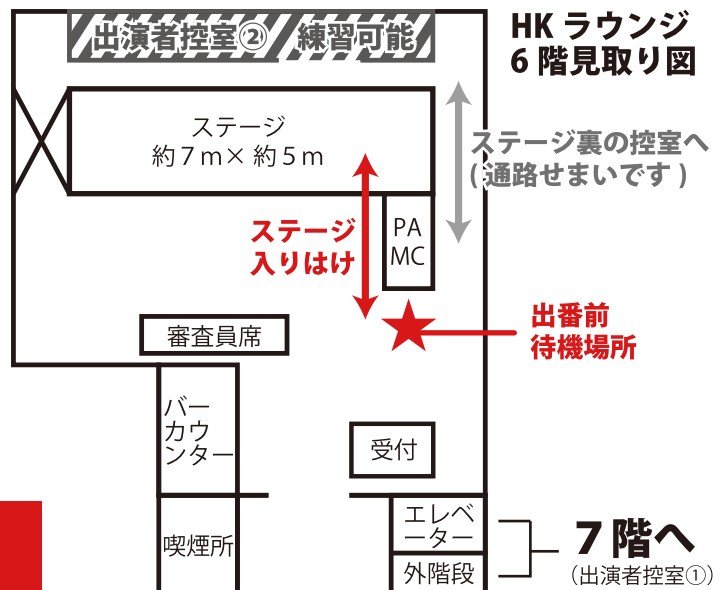 HK ラウンジ
6 階見取り図
出演者控室② 練習可能
ステージ
約7m×約5m
ステージ裏の控室へ
(通路せまいです)
PA
MC
ステージ
入りはけ
出番前
待機場所
審査員席
バー
カウ
ンター
受付
喫煙所
エレベ
ーター
外階段
7 階へ
(出演者控室①)